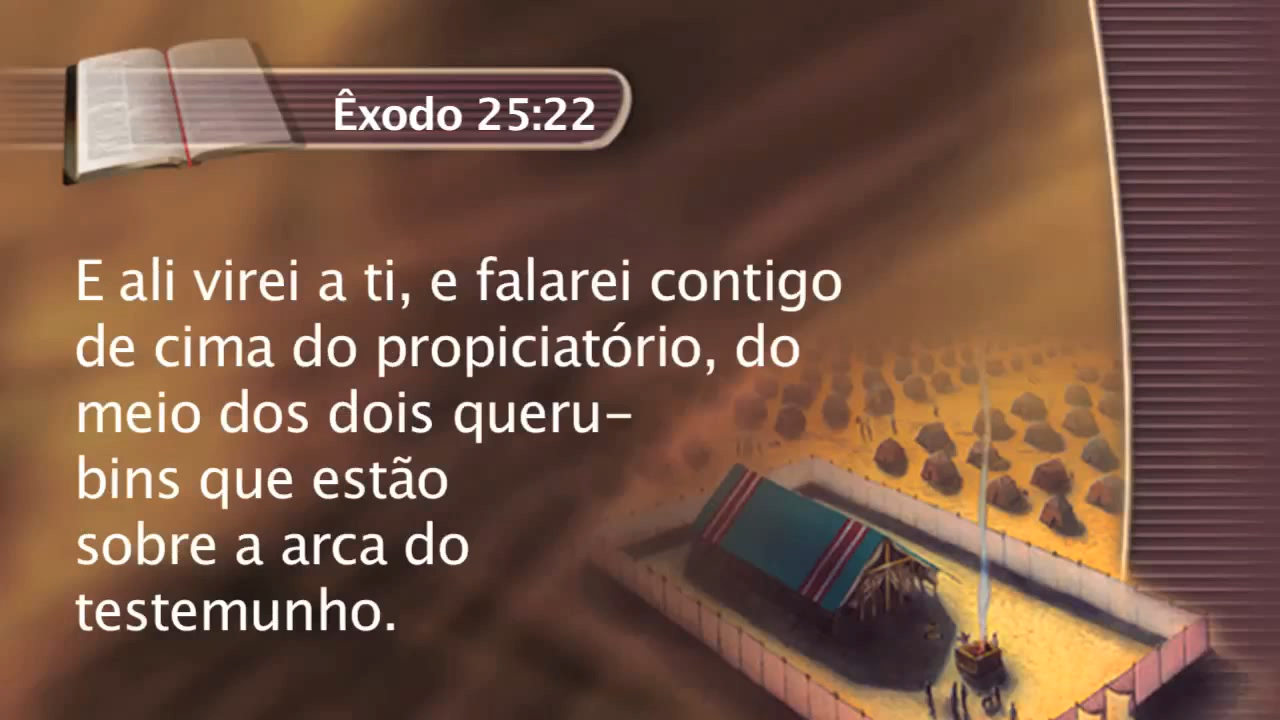 Êxodo 25:22
E ali virei a ti, e falarei contigo
de cima do propiciatório, do
meio dos dois queru-
bins que estão
sobre a arca do
testemunho.